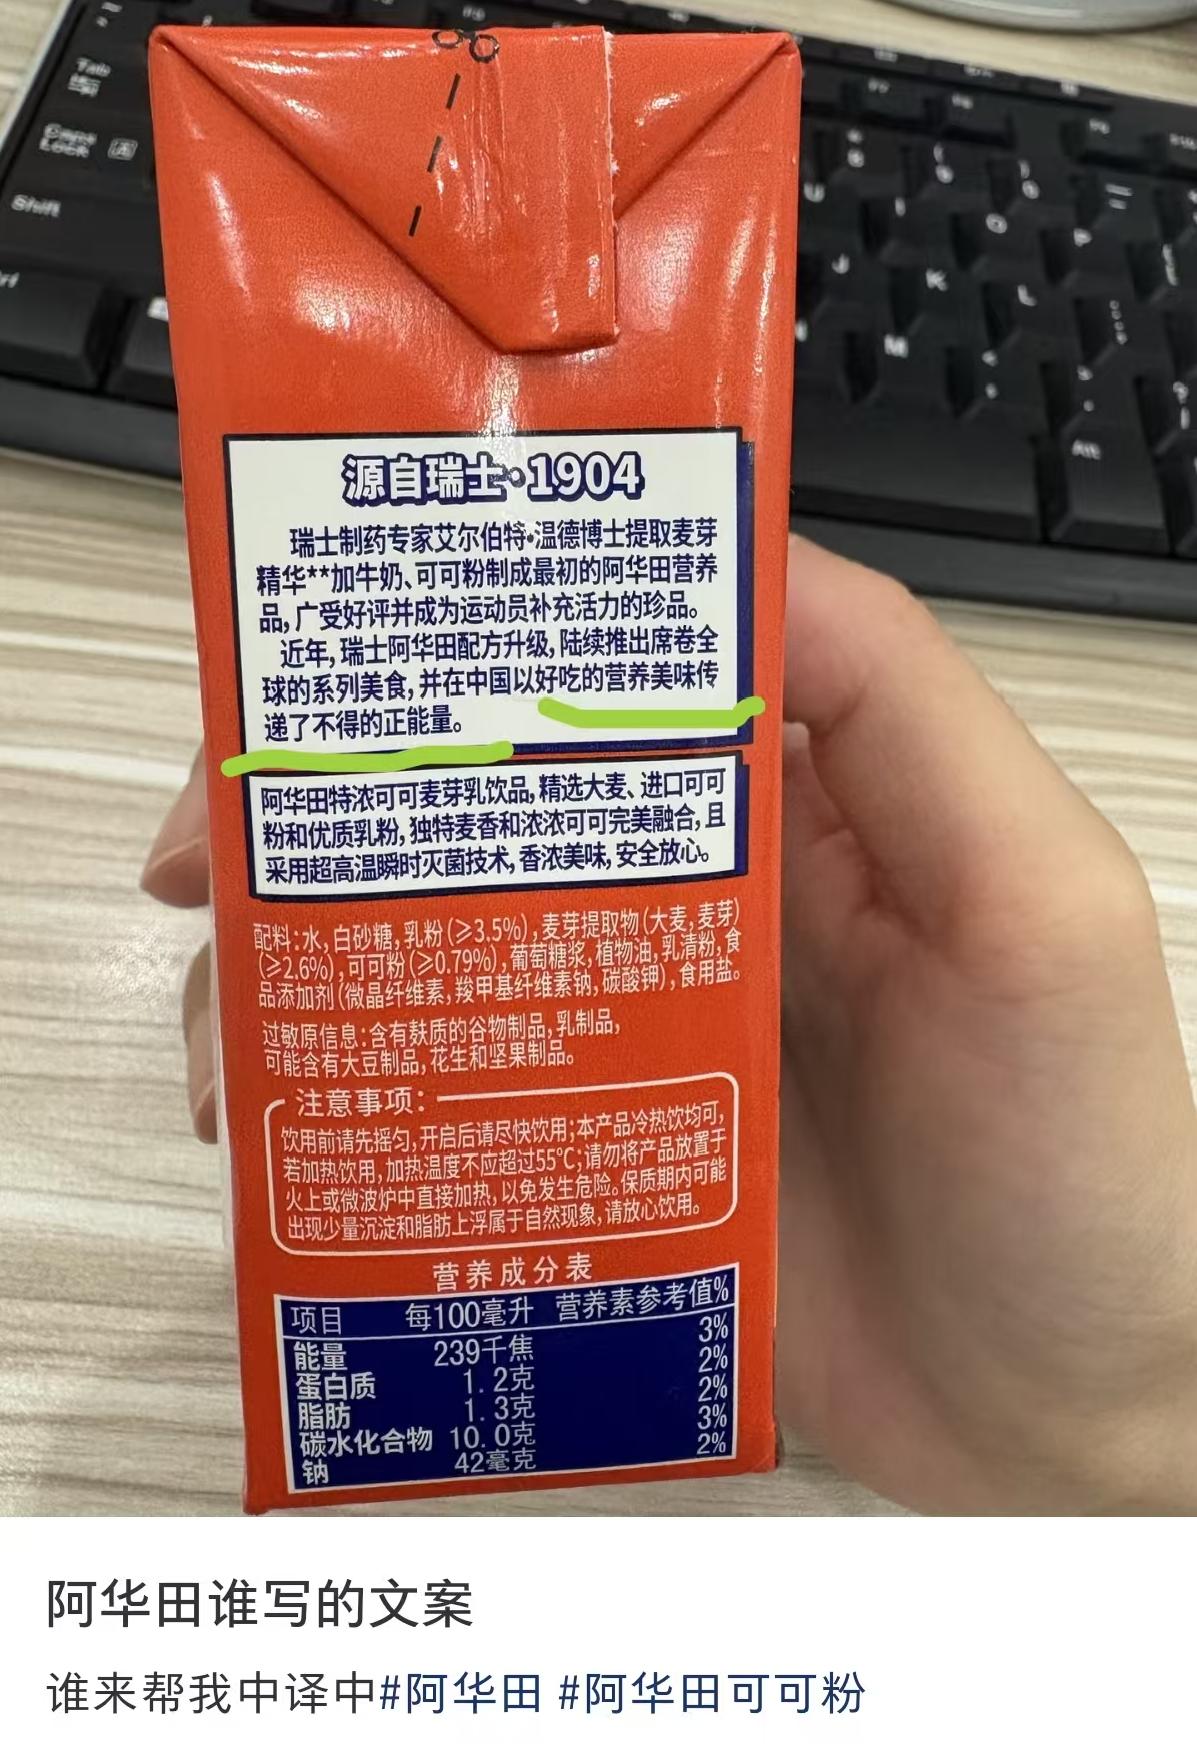 Tab
Caps Lock
Shift
源自瑞士·1904
瑞士制药专家艾尔伯特·温德博士提取麦芽
精华**加牛奶、可可粉制成最初的阿华田营养
品,广受好评并成为运动员补充活力的珍品。
近年,瑞士阿华田配方升级,陆续推出席卷全
球的系列美食,并在中国以好吃的营养美味传
递了不得的正能量。
阿华田特浓可可麦芽乳饮品,精选大麦、进口可可
粉和优质乳粉,独特麦香和浓浓可可完美融合,且
采用超高温瞬时灭菌技术,香浓美味,安全放心。
配料:水,白砂糖,乳粉(≥3.5%),麦芽提取物(大麦,麦芽)
(≥2.6%),可可粉(≥0.79%),葡萄糖浆,植物油,乳清粉,食
品添加剂(微晶纤维素,羧甲基纤维素钠,碳酸钾),食用盐。
过敏原信息:含有麸质的谷物制品,乳制品,
可能含有大豆制品,花生和坚果制品。
注意事项:
饮用前请先摇匀,开启后请尽快饮用;本产品冷热饮均可,
若加热饮用,加热温度不应超过55℃;请勿将产品放置于
火上或微波炉中直接加热,以免发生危险。保质期内可能
出现少量沉淀和脂肪上浮属于自然现象,请放心饮用。
营养成分表
项目 每100毫升 营养素参考值%
能量 239千焦 3%
蛋白质 1.2克 2%
脂肪 1.3克 2%
碳水化合物 10.0克 3%
钠 42毫克 2%
阿华田谁写的文案
谁来帮我中译中#阿华田 #阿华田可可粉